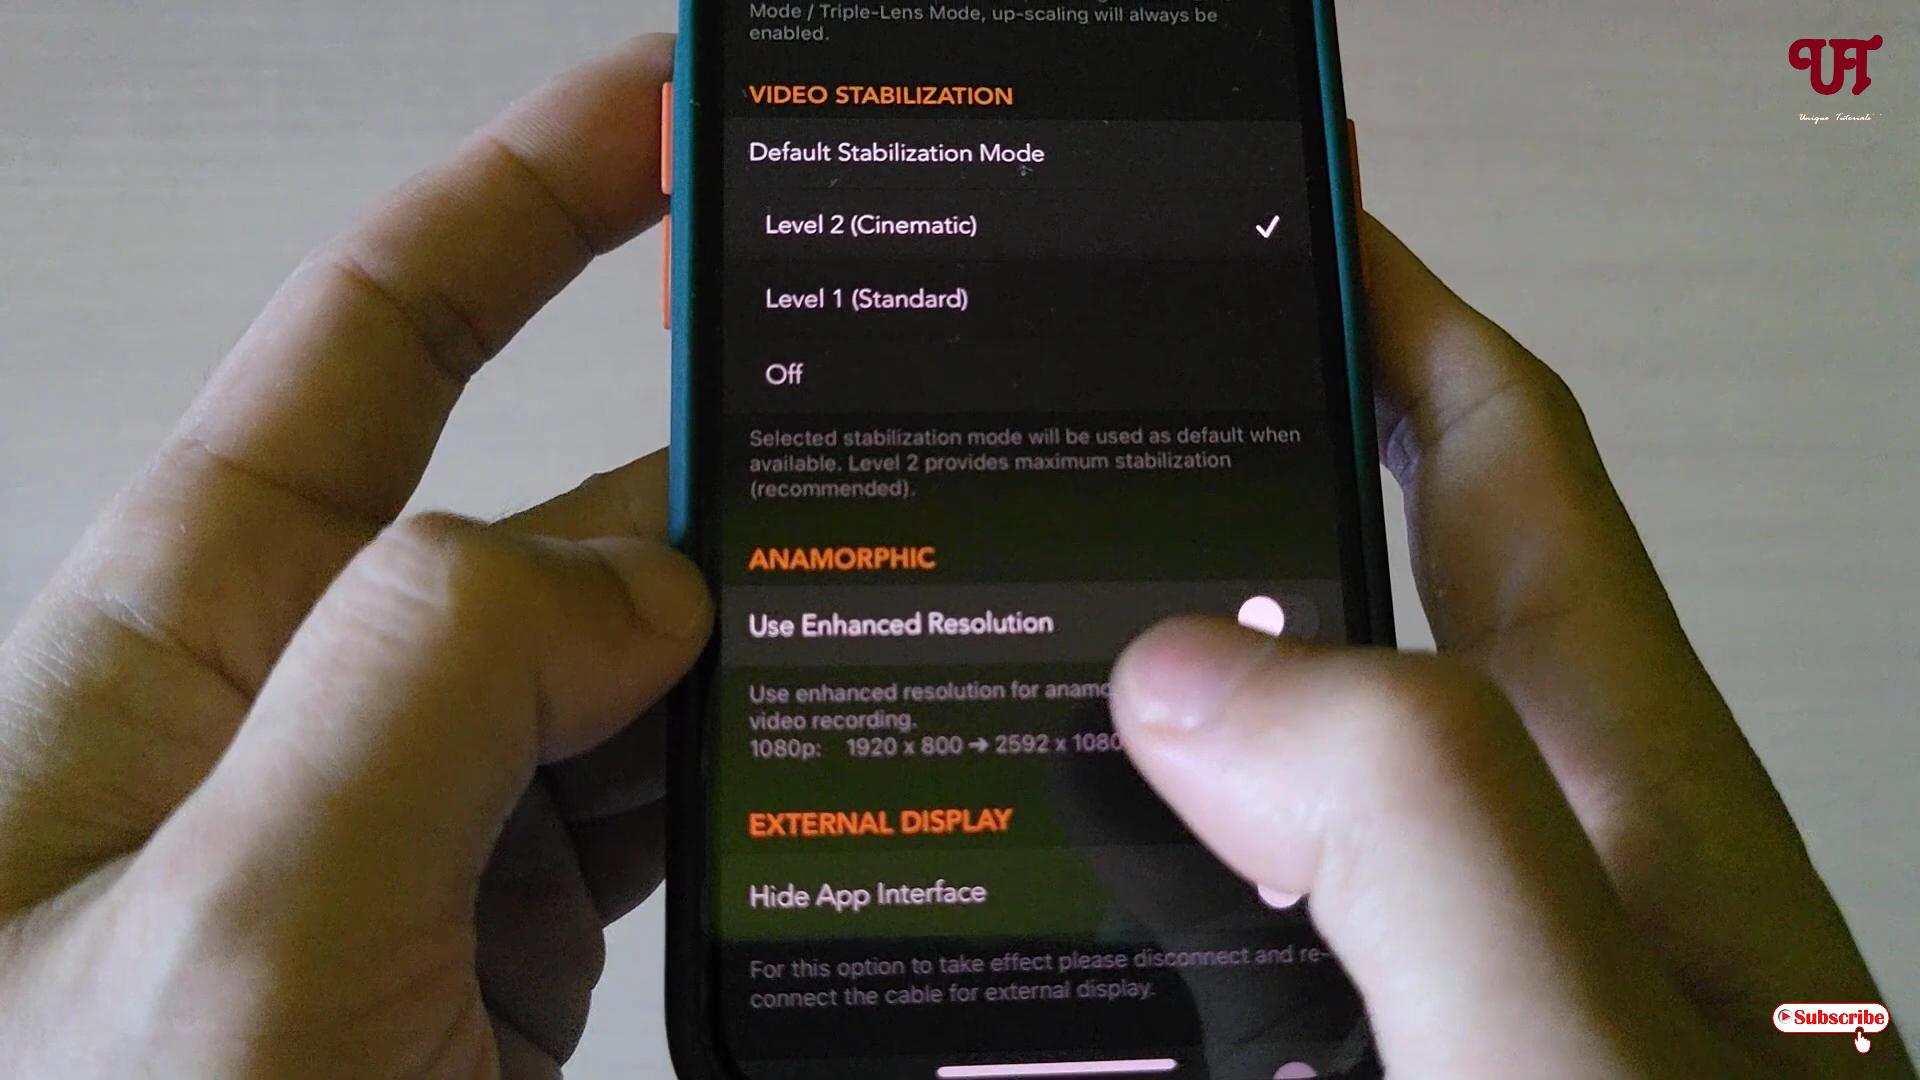 Mode / Triple-Lens Mode, up-scaling will always be
enabled.
VIDEO STABILIZATION
Default Stabilization Mode
Level 2 (Cinematic)
Level 1 (Standard)
Off
Selected stabilization mode will be used as default when
available. Level 2 provides maximum stabilization
(recommended).
ANAMORPHIC
Use Enhanced Resolution
Use enhanced resolution for anamo
video recording.
1080p: 1920 x 800 → 2592 x 1080
EXTERNAL DISPLAY
Hide App Interface
For this option to take effect please disconnect and re-
connect the cable for external display.
UT
Unique Tutorials
Subscribe